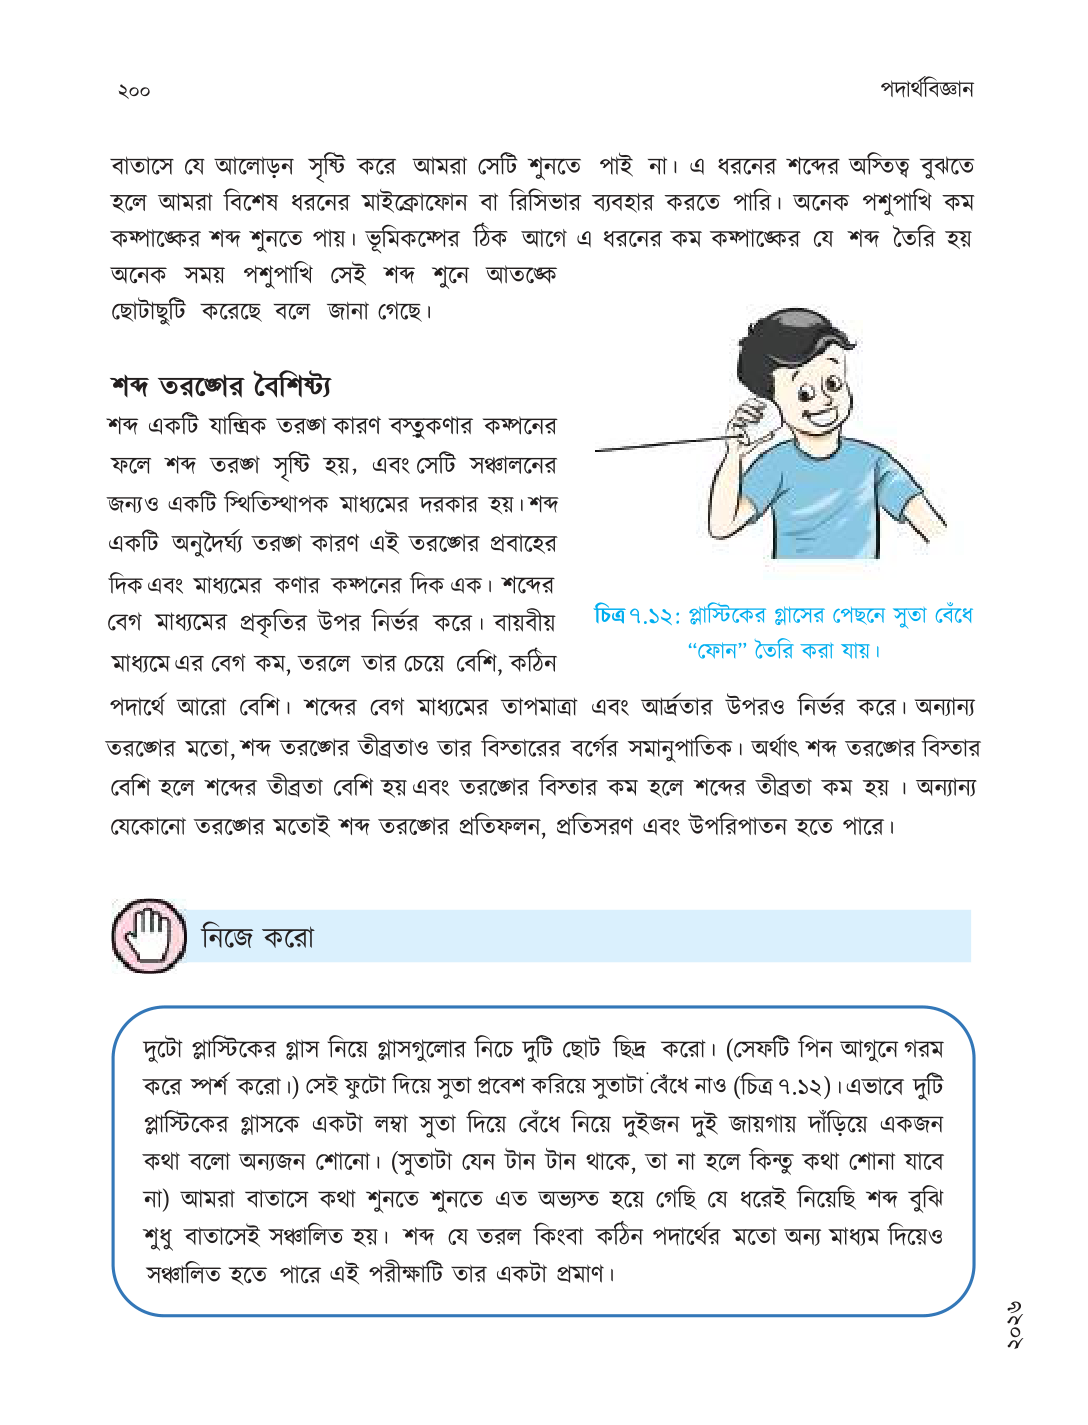 ২০০
পদার্থবিজ্ঞান
বাতাসে যে আলোড়ন সৃষ্টি করে আমরা সেটি শুনতে পাই না। এ ধরনের শব্দের অস্তিত্ব বুঝতে
হলে আমরা বিশেষ ধরনের মাইক্রোফোন বা রিসিভার ব্যবহার করতে পারি। অনেক পশুপাখি কম
কম্পাঙ্কের শব্দ শুনতে পায়। ভূমিকম্পের ঠিক আগে এ ধরনের কম কম্পাঙ্কের যে শব্দ তৈরি হয়
অনেক সময় পশুপাখি সেই শব্দ শুনে আতঙ্কে
ছোটাছুটি করেছে বলে জানা গেছে।
শব্দ তরঙ্গের বৈশিষ্ট্য
শব্দ একটি যান্ত্রিক তরঙ্গ কারণ বস্তুকণার কম্পনের
ফলে শব্দ তরঙ্গ সৃষ্টি হয়, এবং সেটি সঞ্চালনের
জন্যও একটি স্থিতিস্থাপক মাধ্যমের দরকার হয়। শব্দ
একটি অনুদৈর্ঘ্য তরঙ্গ কারণ এই তরঙ্গের প্রবাহের
দিক এবং মাধ্যমের কণার কম্পনের দিক এক। শব্দের
বেগ মাধ্যমের প্রকৃতির উপর নির্ভর করে। বায়বীয়
মাধ্যমে এর বেগ কম, তরলে তার চেয়ে বেশি, কঠিন
পদার্থে আরো বেশি। শব্দের বেগ মাধ্যমের তাপমাত্রা এবং আর্দ্রতার উপরও নির্ভর করে। অন্যান্য
তরঙ্গের মতো, শব্দ তরঙ্গের তীব্রতাও তার বিস্তারের বর্গের সমানুপাতিক। অর্থাৎ শব্দ তরঙ্গের বিস্তার
বেশি হলে শব্দের তীব্রতা বেশি হয় এবং তরঙ্গের বিস্তার কম হলে শব্দের তীব্রতা কম হয় । অন্যান্য
যেকোনো তরঙ্গের মতোই শব্দ তরঙ্গের প্রতিফলন, প্রতিসরণ এবং উপরিপাতন হতে পারে।
চিত্র ৭.১২: প্লাস্টিকের গ্লাসের পেছনে সুতা বেঁধে
“ফোন” তৈরি করা যায়।
নিজে করো
দুটো প্লাস্টিকের গ্লাস নিয়ে গ্লাসগুলোর নিচে দুটি ছোট ছিদ্র করো। (সেফটি পিন আগুনে গরম
করে স্পর্শ করো।) সেই ফুটো দিয়ে সুতা প্রবেশ করিয়ে সুতাটা বেঁধে নাও (চিত্র ৭.১২)। এভাবে দুটি
প্লাস্টিকের গ্লাসকে একটা লম্বা সুতা দিয়ে বেঁধে নিয়ে দুইজন দুই জায়গায় দাঁড়িয়ে একজন
কথা বলো অন্যজন শোনো। (সুতাটা যেন টান টান থাকে, তা না হলে কিন্তু কথা শোনা যাবে
না) আমরা বাতাসে কথা শুনতে শুনতে এত অভ্যস্ত হয়ে গেছি যে ধরেই নিয়েছি শব্দ বুঝি
শুধু বাতাসেই সঞ্চালিত হয়। শব্দ যে তরল কিংবা কঠিন পদার্থের মতো অন্য মাধ্যম দিয়েও
সঞ্চালিত হতে পারে এই পরীক্ষাটি তার একটা প্রমাণ।
২০২৬